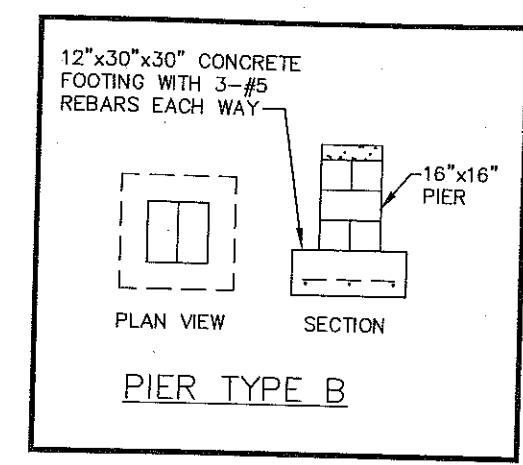 12"x30"x30" CONCRETE
FOOTING WITH 3-#5
REBARS EACH WAY
16"x16"
PIER
PLAN VIEW
SECTION
PIER TYPE B